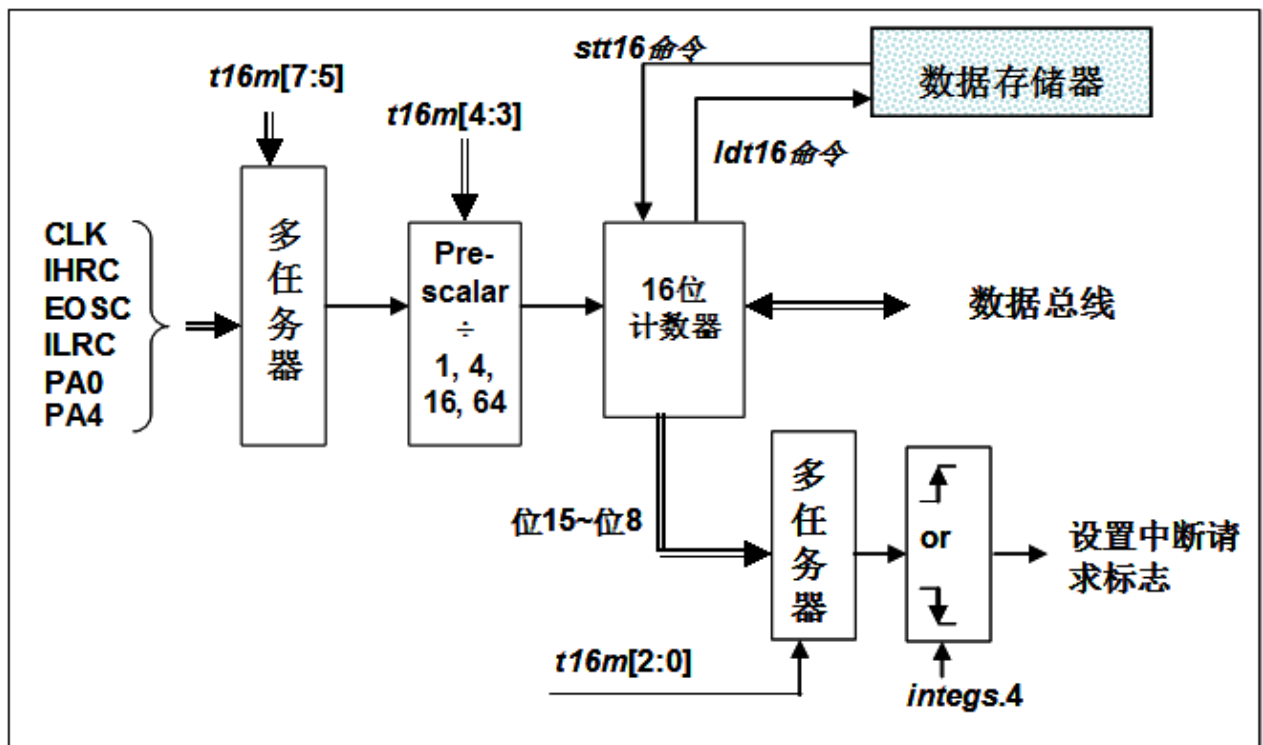 stt16命令
数据存储器
t16m[7:5]
t16m[4:3]
ldt16命令
CLK
IHRC
EOSC
ILRC
PA0
PA4
多
任
务
器
Pre-
scalar
÷
1, 4,
16, 64
16位
计数器
数据总线
位15~位8
多
任
务
器
or
设置中断请
求标志
t16m[2:0]
integs.4